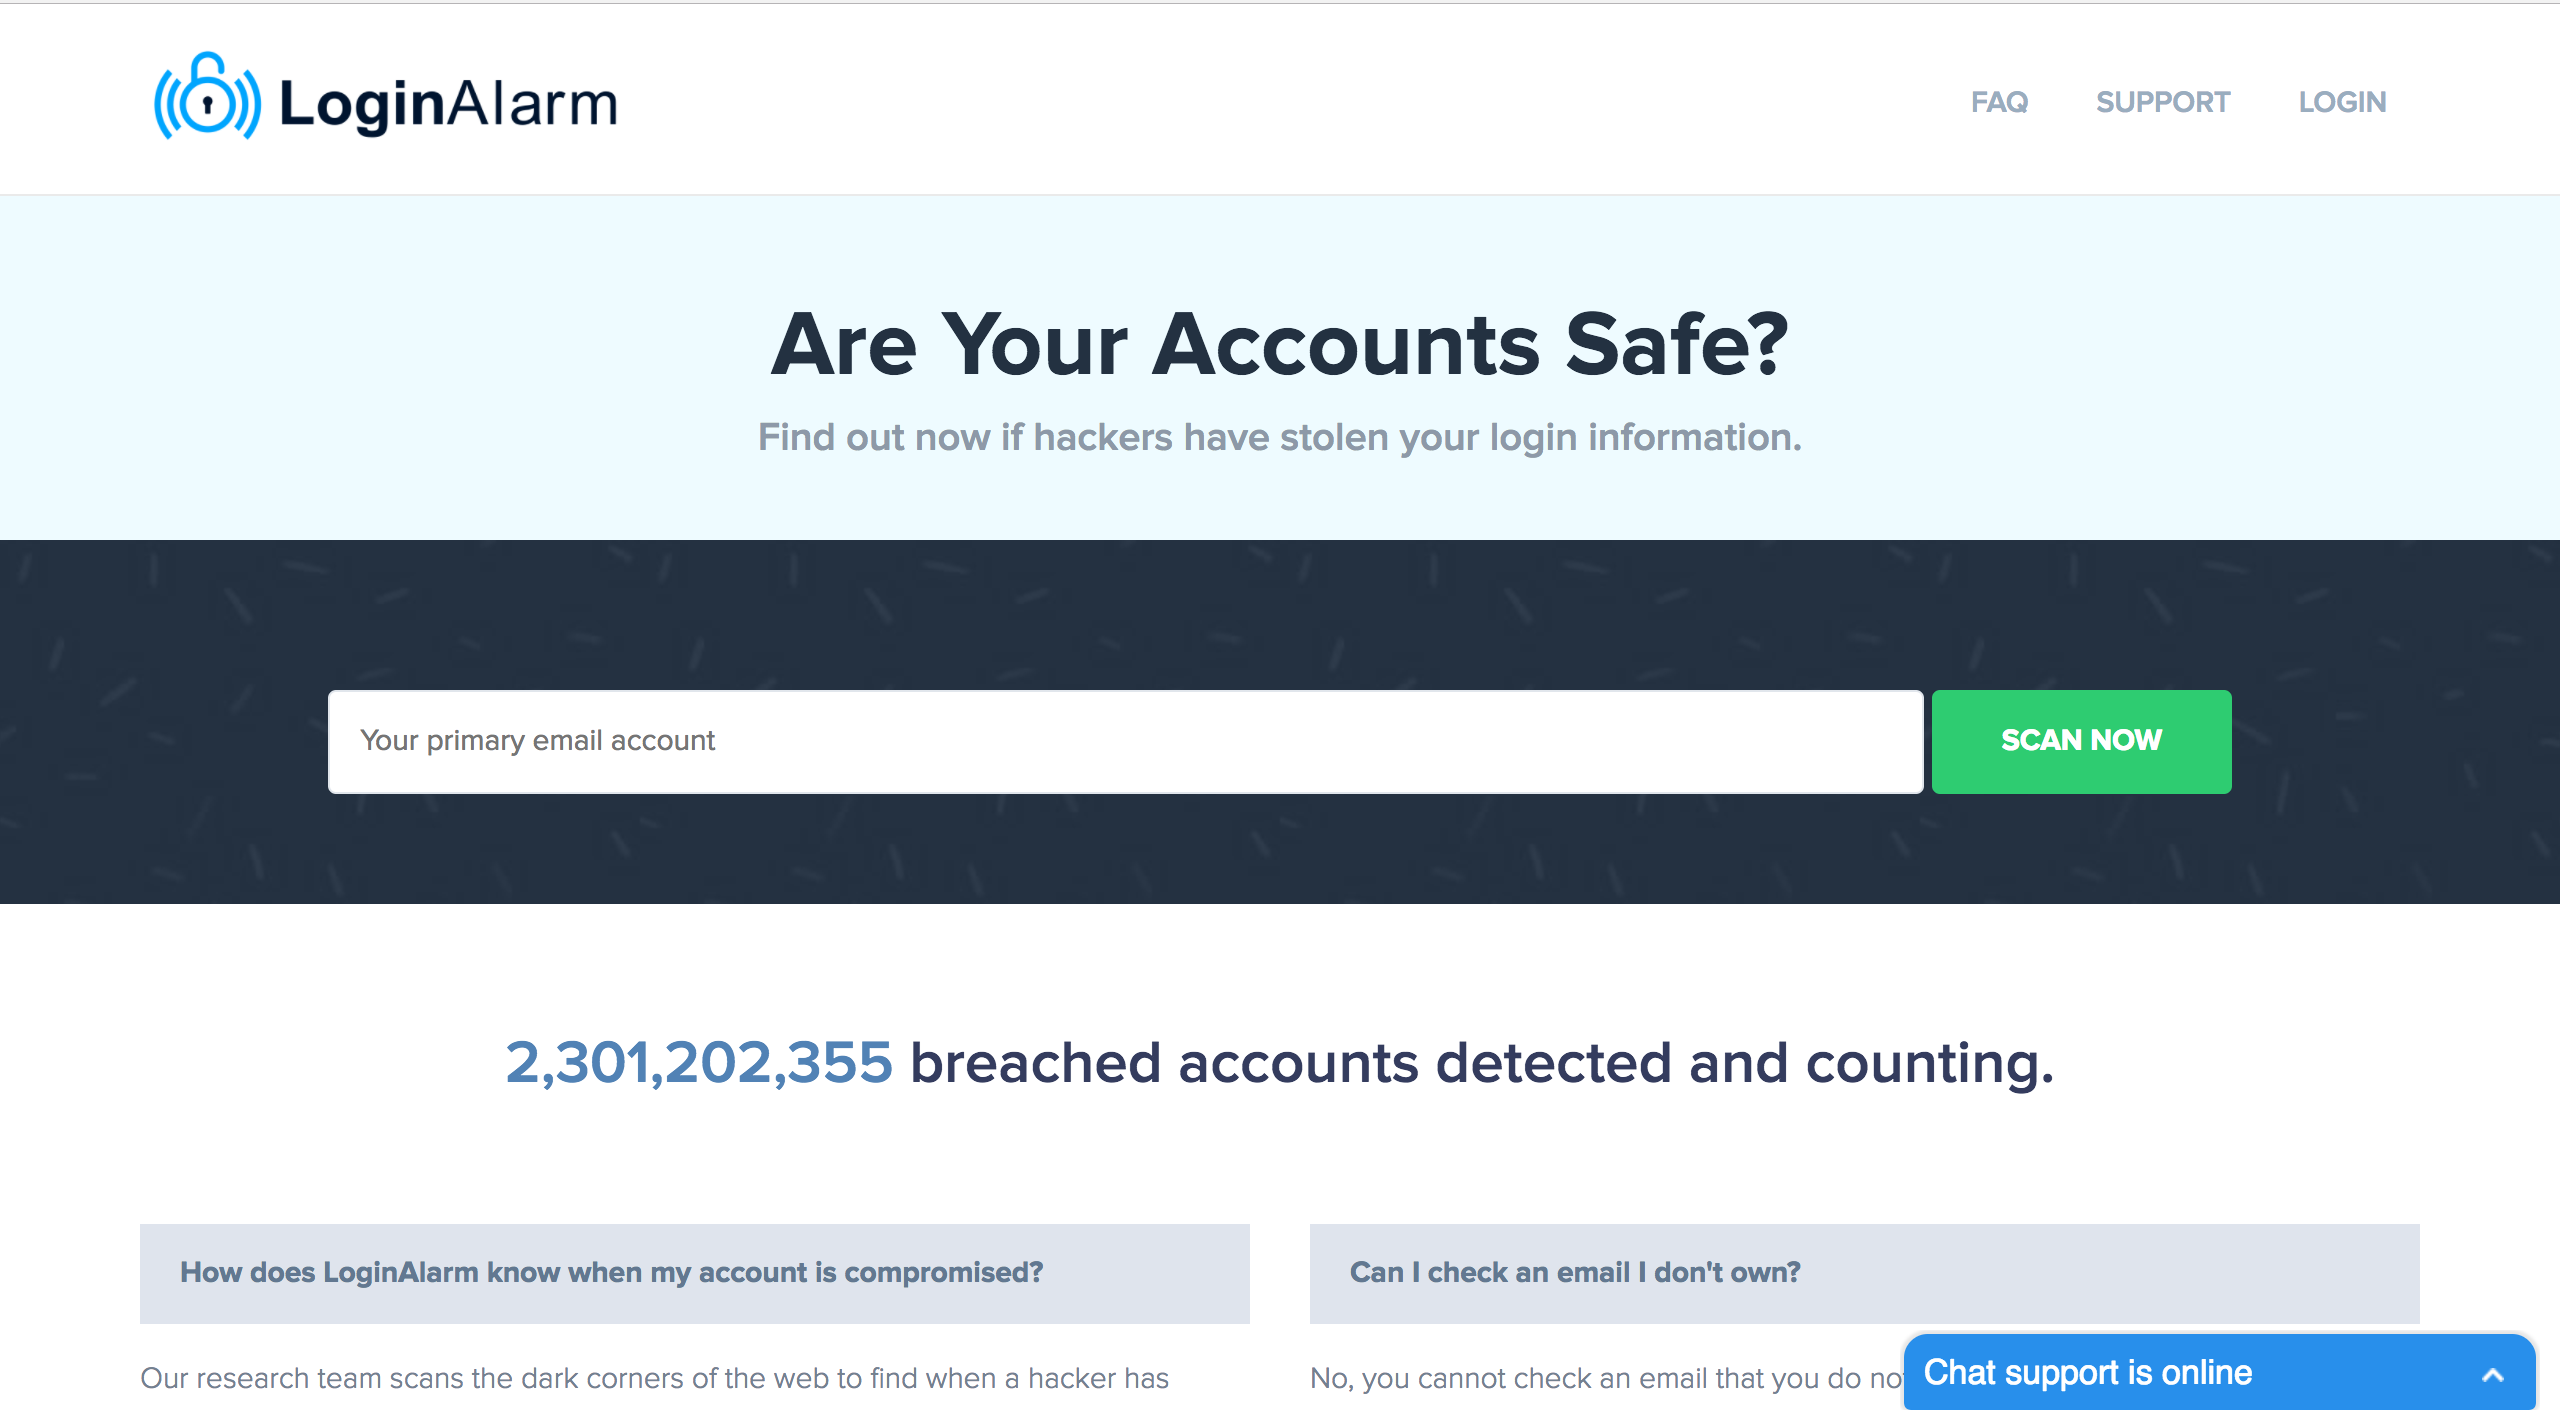 LoginAlarm
FAQ SUPPORT LOGIN
Are Your Accounts Safe?
Find out now if hackers have stolen your login information.
Your primary email account
SCAN NOW
2,301,202,355 breached accounts detected and counting.
How does LoginAlarm know when my account is compromised?
Our research team scans the dark corners of the web to find when a hacker has
Can I check an email I don't own?
No, you cannot check an email that you do
Chat support is online